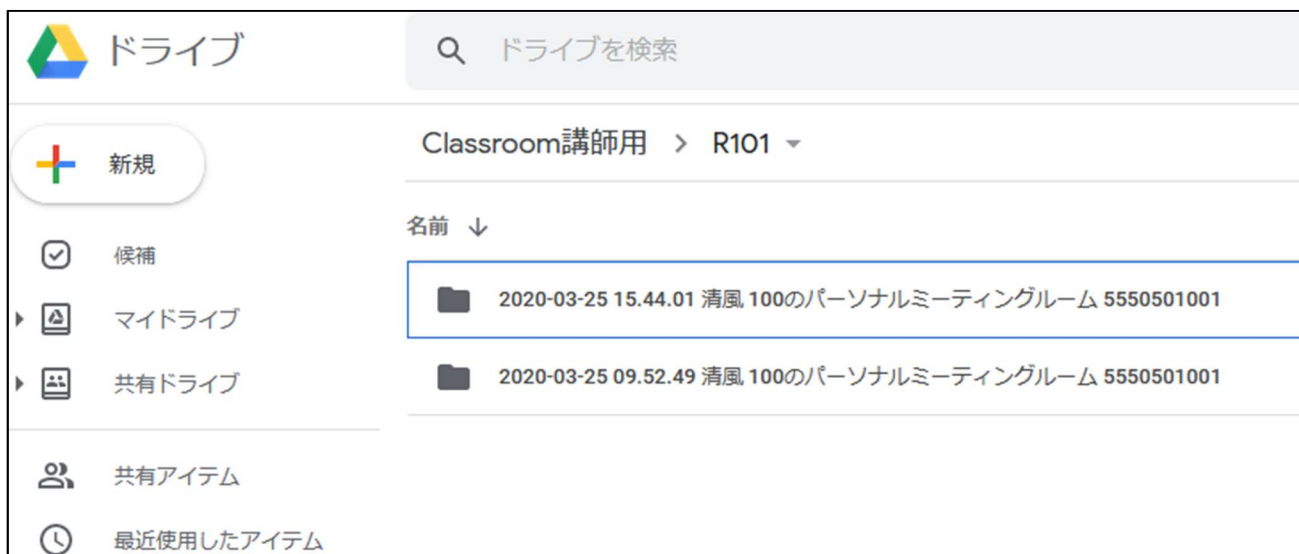 ドライブ
ドライブを検索
新規
Classroom講師用 > R101
名前 ↓
候補
2020-03-25 15.44.01 清風 100のパーソナルミーティングルーム 5550501001
マイドライブ
2020-03-25 09.52.49 清風 100のパーソナルミーティングルーム 5550501001
共有ドライブ
共有アイテム
最近使用したアイテム